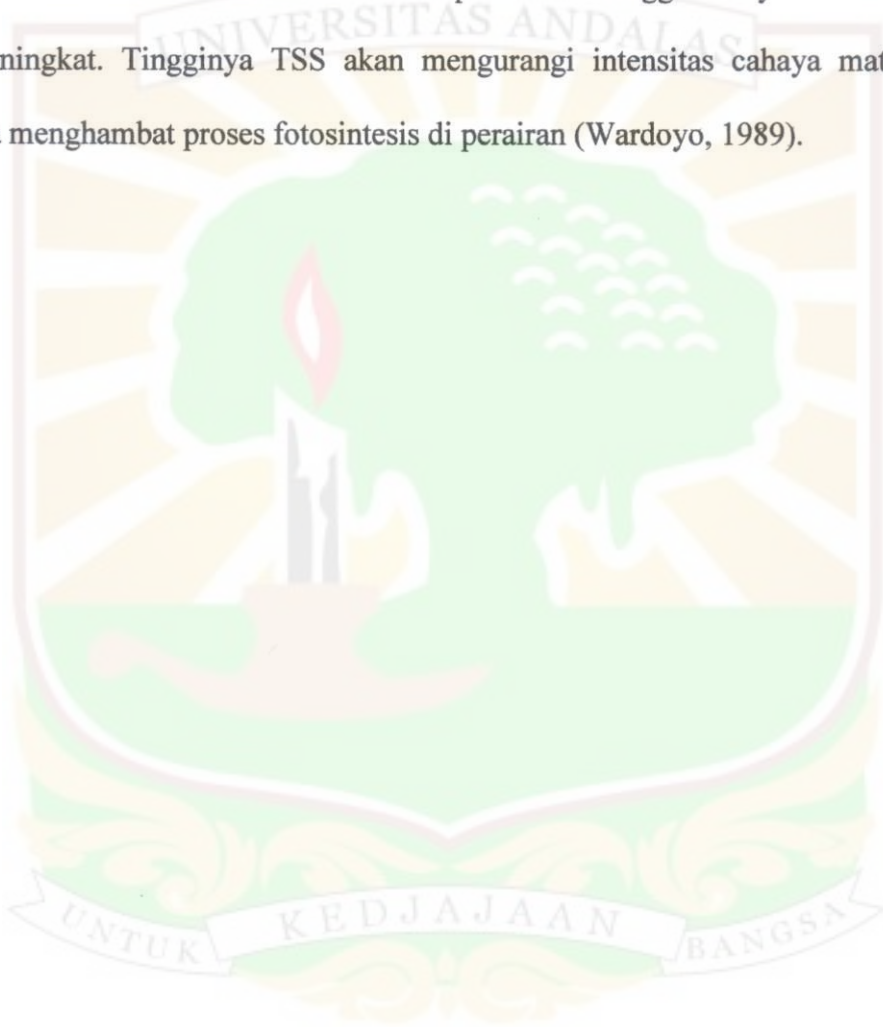 UNIVERSITAS ANDALAS
ningkat. Tingginya TSS akan mengurangi intensitas cahaya mat
menghambat proses fotosintesis di perairan (Wardoyo, 1989).
UNTUK KEDJAJAAN BANGSA